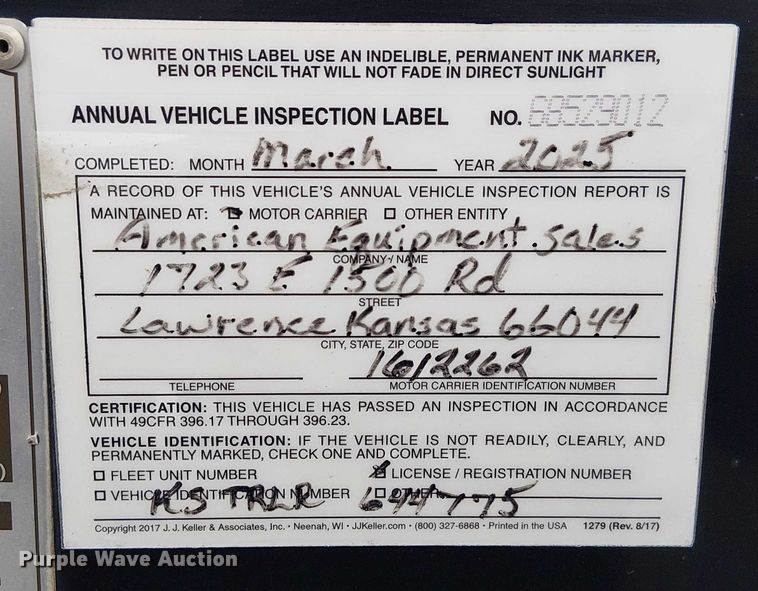 TO WRITE ON THIS LABEL USE AN INDELIBLE, PERMANENT INK MARKER,
PEN OR PENCIL THAT WILL NOT FADE IN DIRECT SUNLIGHT
ANNUAL VEHICLE INSPECTION LABEL NO. 68529012
COMPLETED: MONTH March YEAR 2025
A RECORD OF THIS VEHICLE'S ANNUAL VEHICLE INSPECTION REPORT IS
MAINTAINED AT: MOTOR CARRIER OTHER ENTITY
American Equipment Sales
COMPANY NAME
1723 E 1500 Rd
STREET
Lawrence Kansas 66044
CITY, STATE, ZIP CODE
1612262
TELEPHONE MOTOR CARRIER IDENTIFICATION NUMBER
CERTIFICATION: THIS VEHICLE HAS PASSED AN INSPECTION IN ACCORDANCE
WITH 49CFR 396.17 THROUGH 396.23.
VEHICLE IDENTIFICATION: IF THE VEHICLE IS NOT READILY, CLEARLY, AND
PERMANENTLY MARKED, CHECK ONE AND COMPLETE.
FLEET UNIT NUMBER LICENSE / REGISTRATION NUMBER
VEHICLE IDENTIFICATION NUMBER OTHER
KS TRLR 644775
Copyright 2017 J. J. Keller & Associates, Inc. • Neenah, WI • JJKeller.com • (800) 327-6868 • Printed in the USA 1279 (Rev. 8/17)
Purple Wave Auction